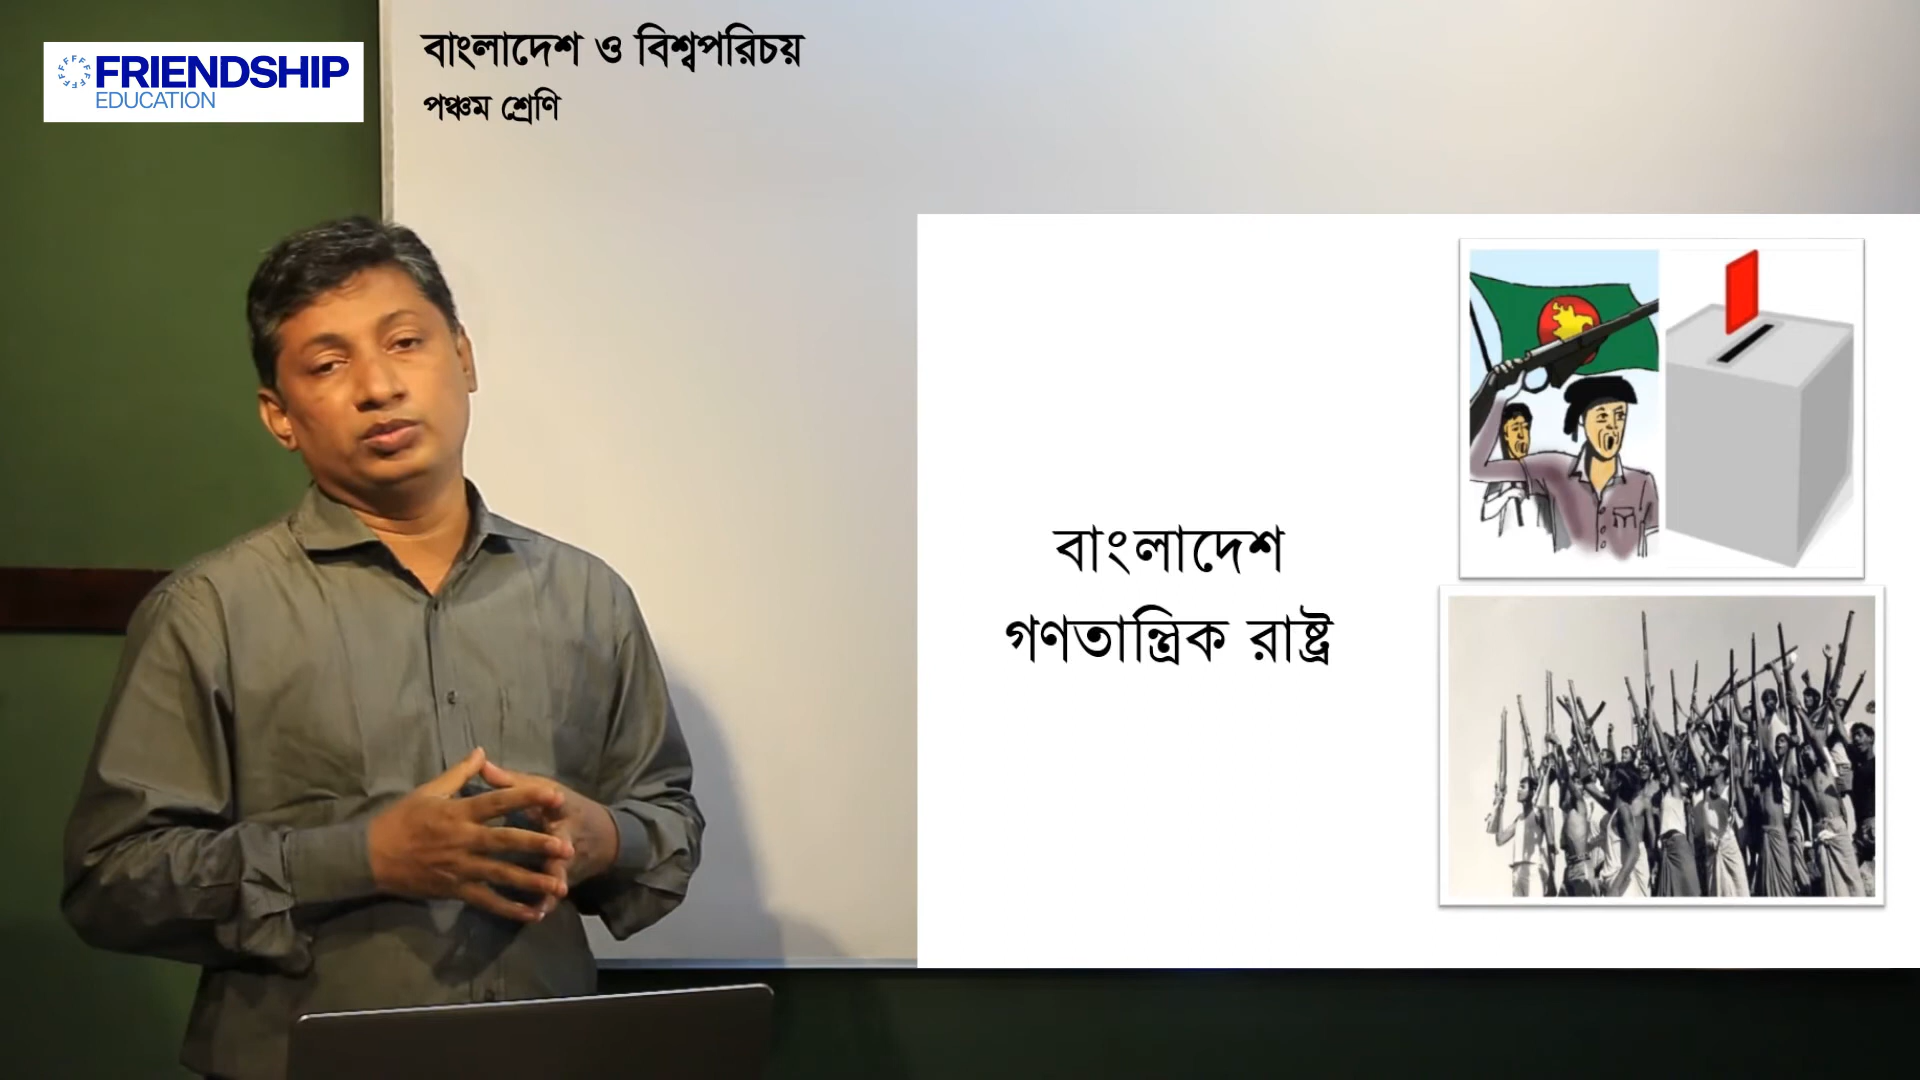 FRIENDSHIP
EDUCATION
বাংলাদেশ ও বিশ্বপরিচয়
পঞ্চম শ্রেণি
বাংলাদেশ
গণতান্ত্রিক রাষ্ট্র